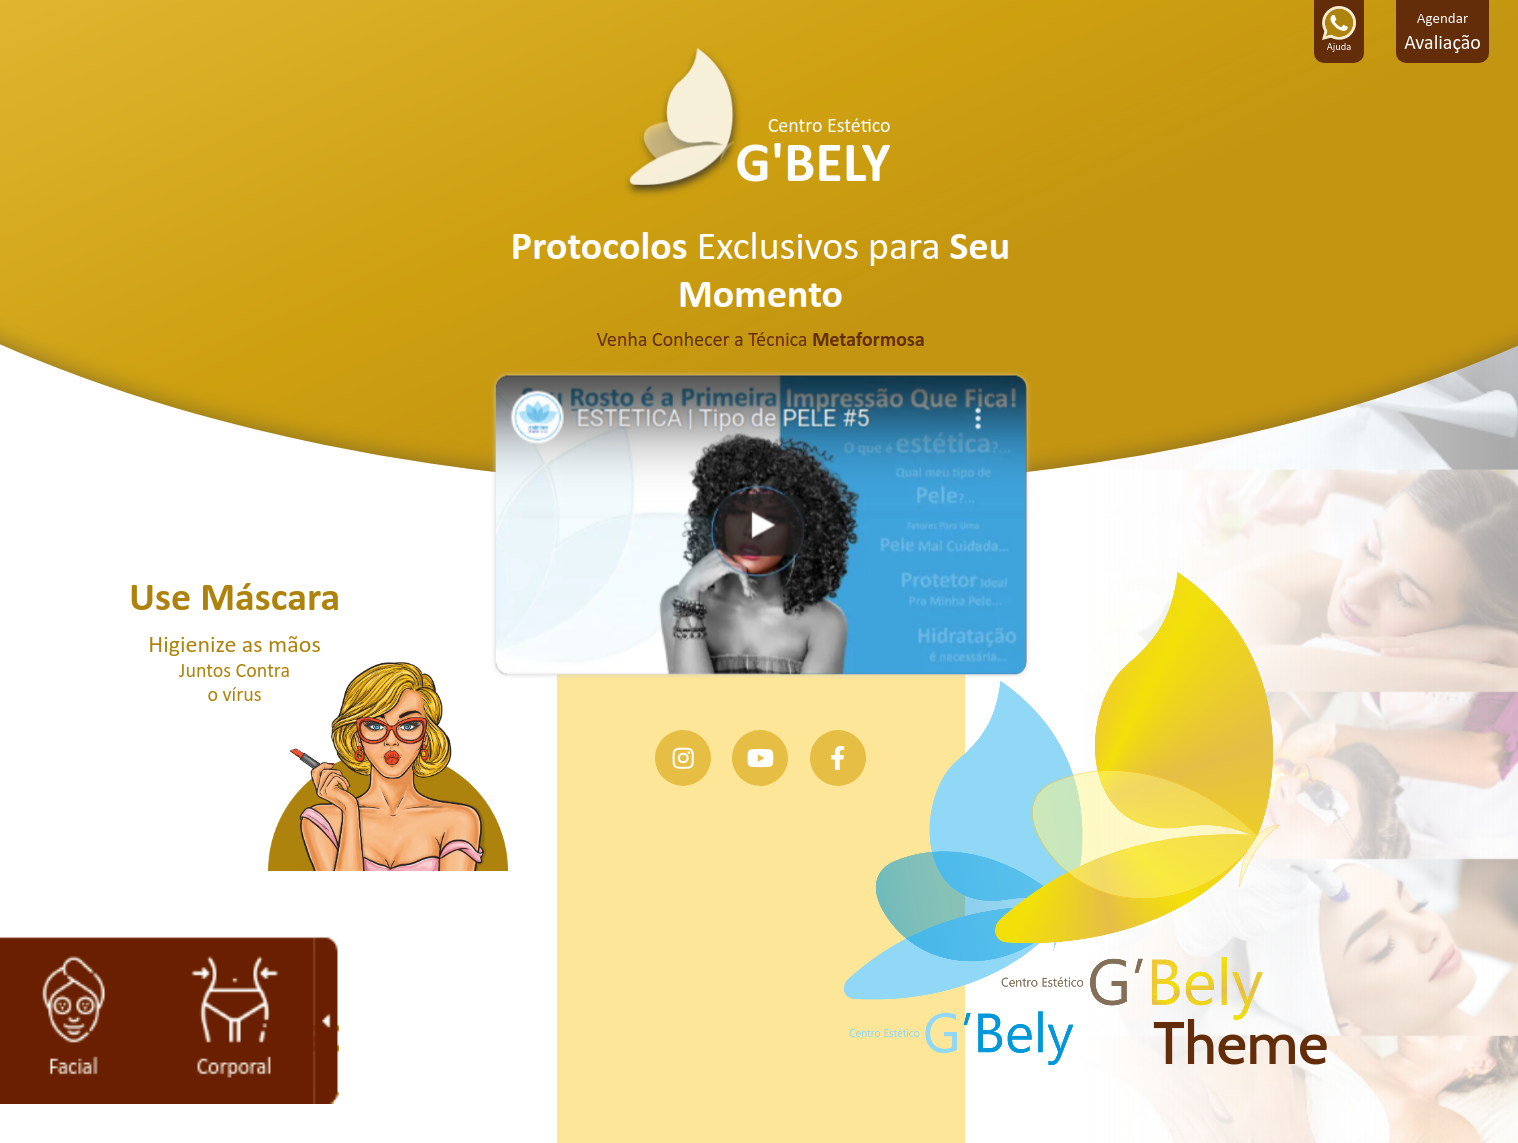 Ajuda
Agendar
Avaliação
Centro Estético
G'BELY
Protocolos Exclusivos para Seu
Momento
Venha Conhecer a Técnica Metaformosa
Seu Rosto é a Primeira Impressão Que Fica!
ESTETICA | Tipo de PELE #5
O que é estética?...
Qual meu tipo de
Pele?...
Fatores Para Uma
Pele Mal Cuidada...
Protetor Ideal
Pra Minha Pele...
Hidratação
é necessária...
Use Máscara
Higienize as mãos
Juntos Contra
o vírus
Facial
Corporal
Centro Estético G'Bely
Theme
Centro Estético G'Bely